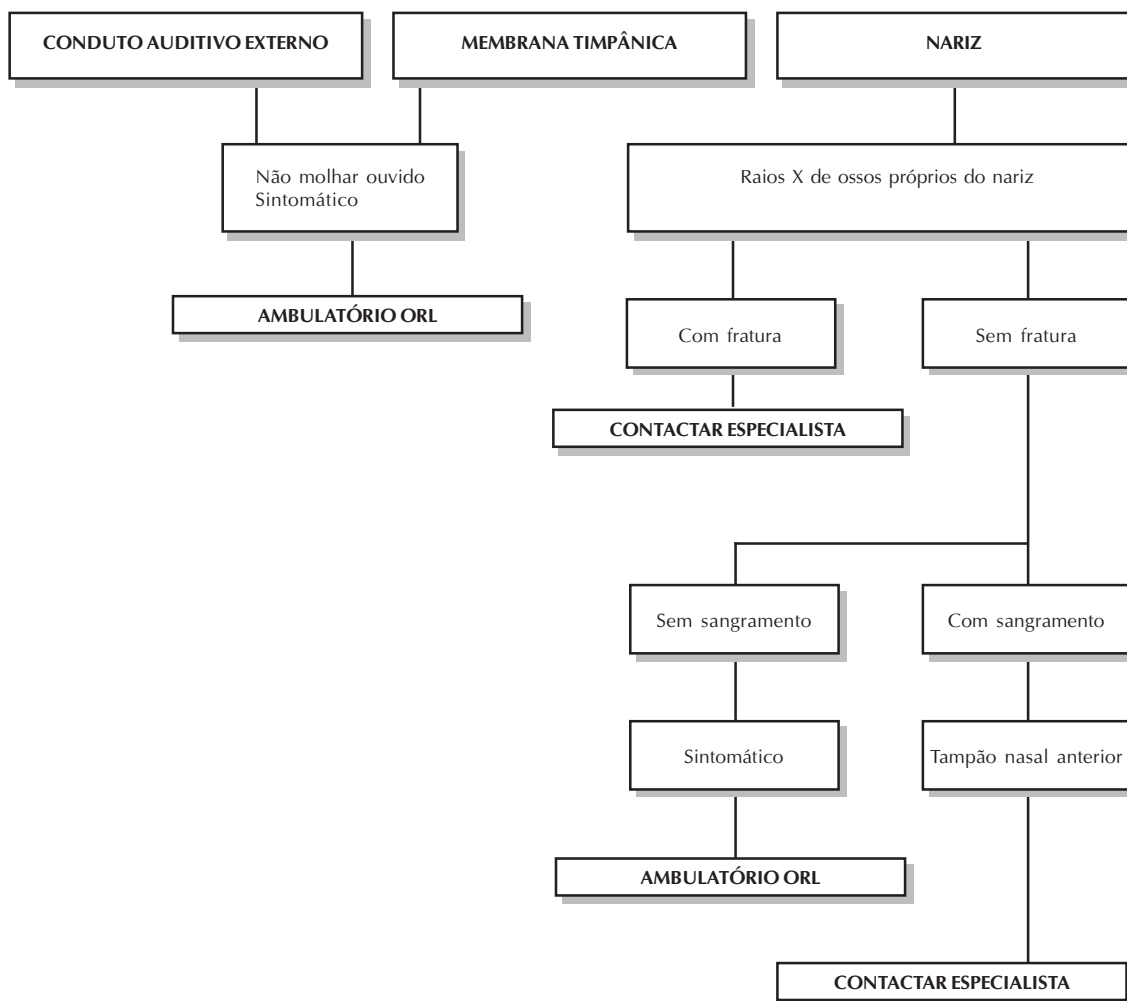 CONDUTO AUDITIVO EXTERNO
MEMBRANA TIMPÂNICA
NARIZ
Não molhar ouvido
Sintomático
Raios X de ossos próprios do nariz
AMBULATÓRIO ORL
Com fratura
Sem fratura
CONTACTAR ESPECIALISTA
Sem sangramento
Com sangramento
Sintomático
Tampão nasal anterior
AMBULATÓRIO ORL
CONTACTAR ESPECIALISTA